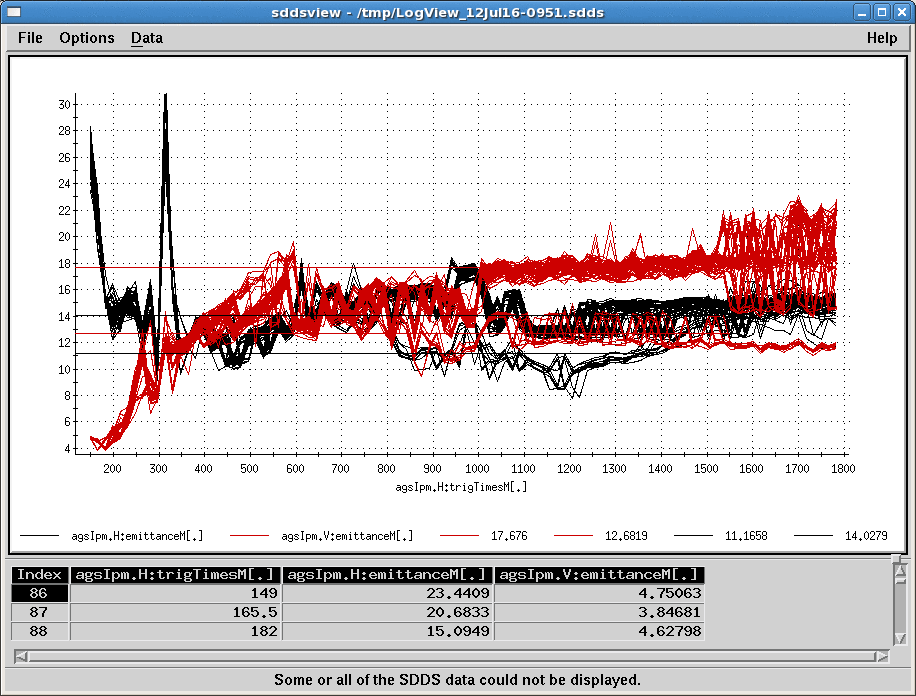 sddsview - /tmp/LogView_12Jul16-0951.sdds
File Options Data Help
30
28
26
24
22
20
18
16
14
12
10
8
6
4
200 300 400 500 600 700 800 900 1000 1100 1200 1300 1400 1500 1600 1700 1800
agsIpm.H:trigTimesM[.]
agsIpm.H:emittanceM[.] agsIpm.V:emittanceM[.] 17.676 12.6819 11.1658 14.0279
Index agsIpm.H:trigTimesM[.] agsIpm.H:emittanceM[.] agsIpm.V:emittanceM[.]
86 149 23.4409 4.75063
87 165.5 20.6833 3.84681
88 182 15.0949 4.62798
Some or all of the SDDS data could not be displayed.